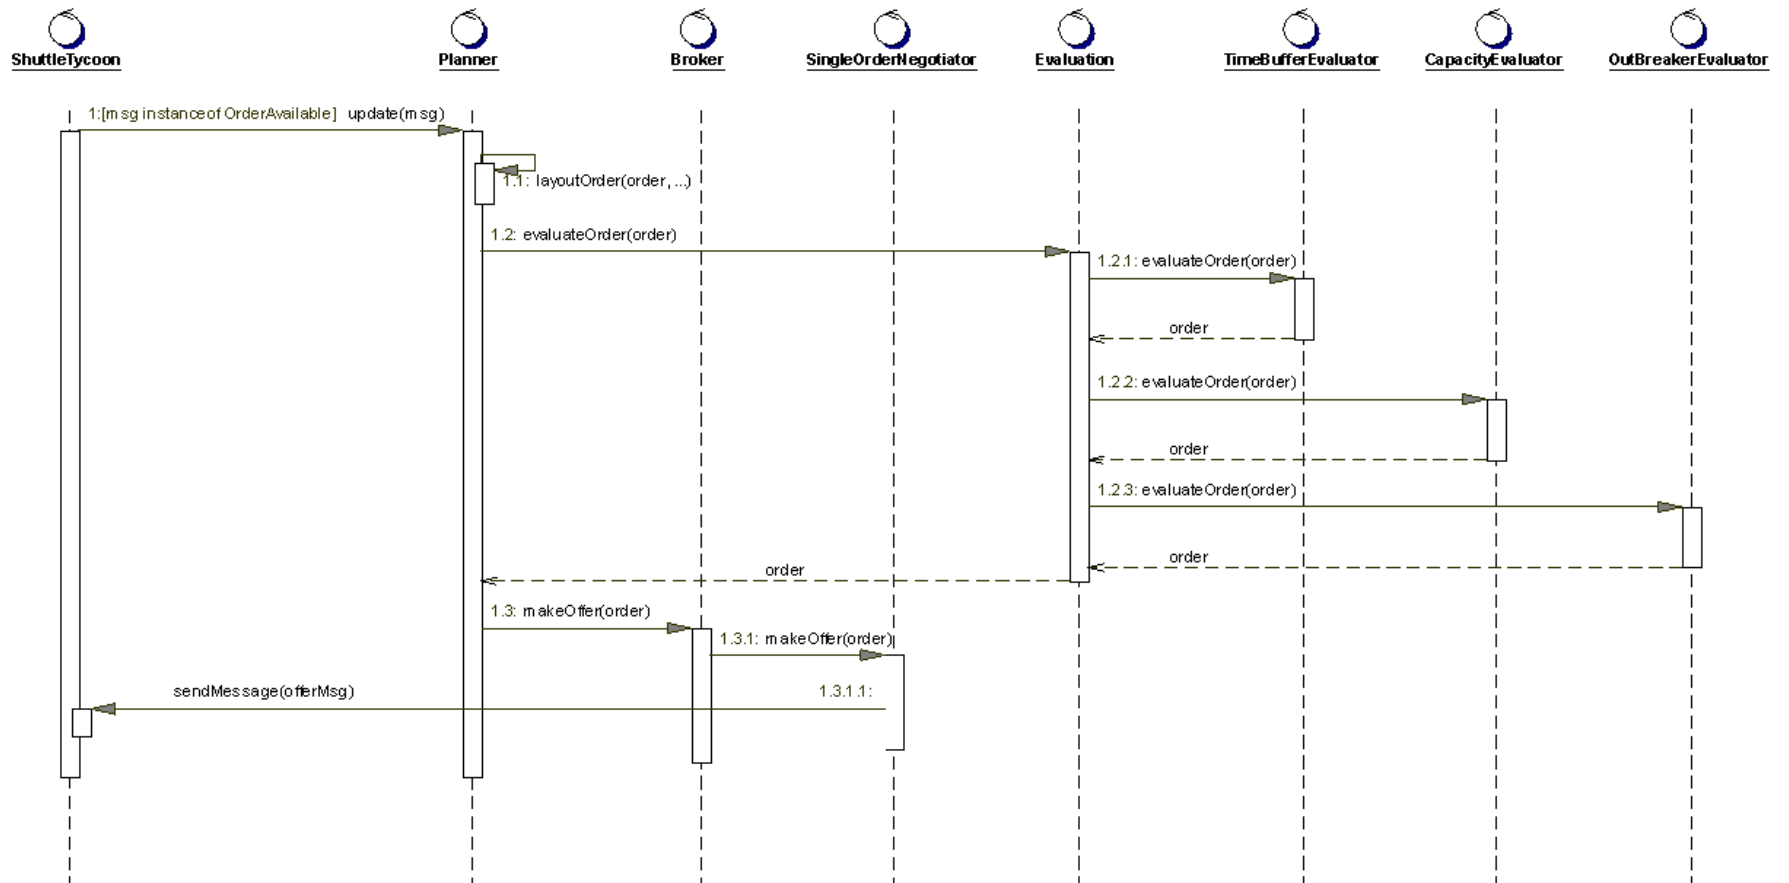 ShuttleTycoon
Planner
Broker
SingleOrderNegotiator
Evaluation
TimeBufferEvaluator
CapacityEvaluator
OutBreakerEvaluator
1:[msg instanceof OrderAvailable] update(msg)
1.1: layoutOrder(order, ...)
1.2: evaluateOrder(order)
1.2.1: evaluateOrder(order)
order
1.2.2: evaluateOrder(order)
order
1.2.3: evaluateOrder(order)
order
order
1.3: makeOffer(order)
1.3.1: makeOffer(order)
sendMessage(offerMsg)
1.3.1.1: